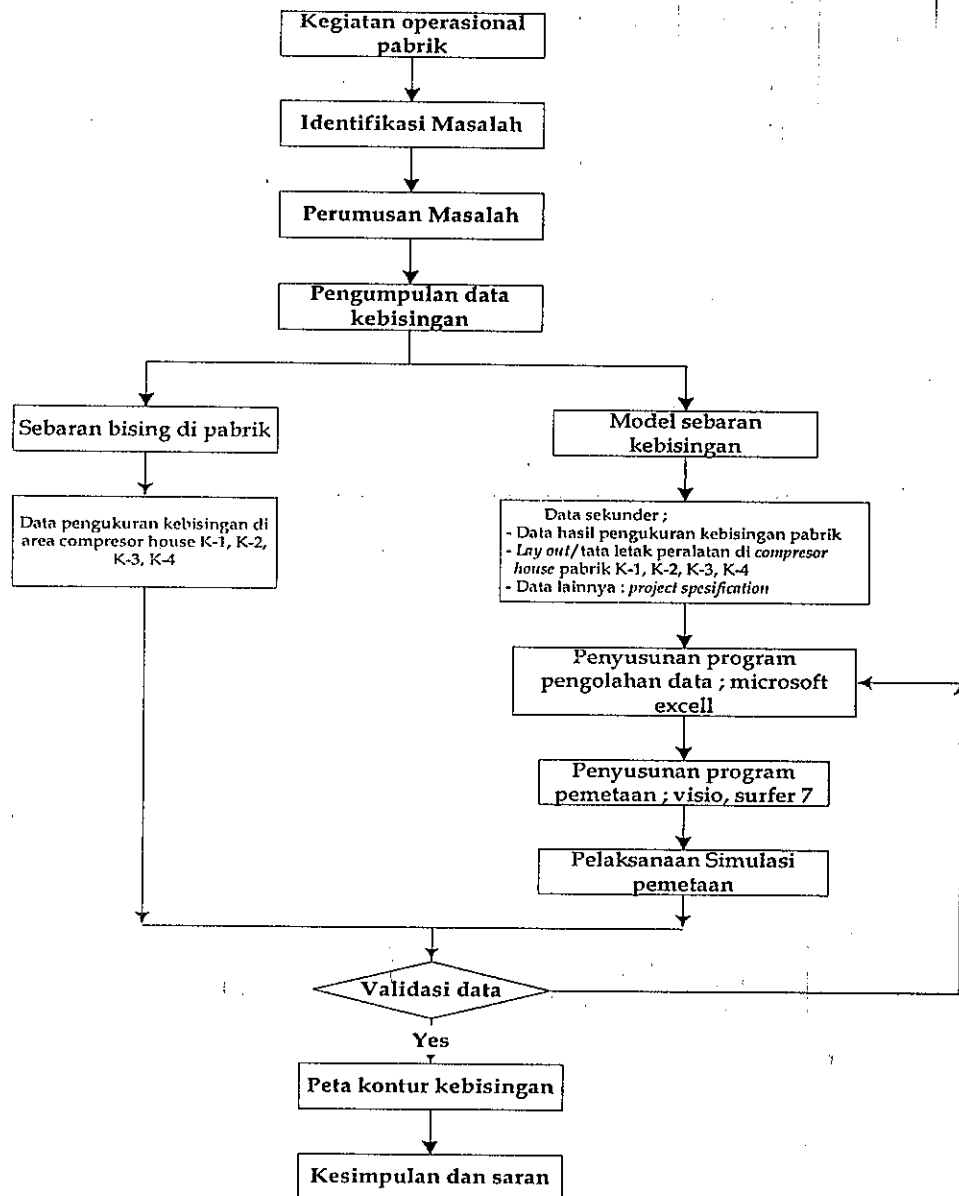 Kegiatan operasional
pabrik
Identifikasi Masalah
Perumusan Masalah
Pengumpulan data
kebisingan
Sebaran bising di pabrik
Data pengukuran kebisingan di
area compresor house K-1, K-2,
K-3, K-4
Model sebaran
kebisingan
Data sekunder ;
- Data hasil pengukuran kebisingan pabrik
- Lay out/tata letak peralatan di compresor
house pabrik K-1, K-2, K-3, K-4
- Data lainnya : project spesification
Penyusunan program
pengolahan data ; microsoft
excell
Penyusunan program
pemetaan ; visio, surfer 7
Pelaksanaan Simulasi
pemetaan
Validasi data
Yes
Peta kontur kebisingan
Kesimpulan dan saran